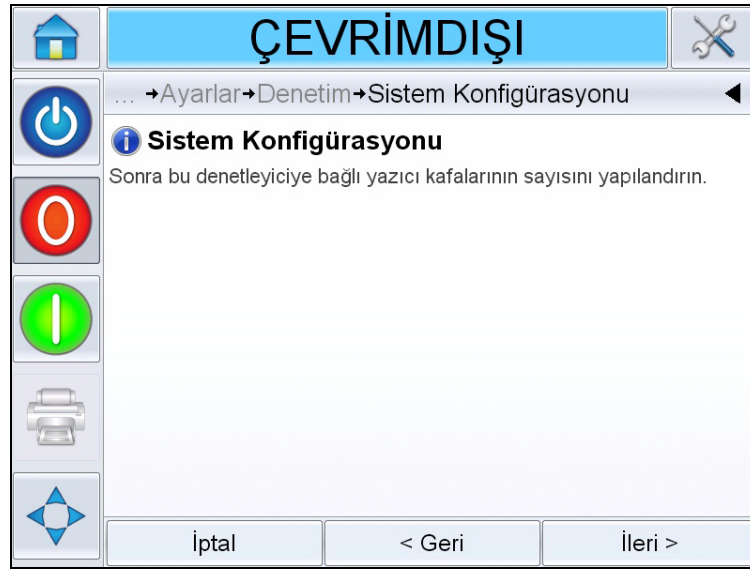 ÇEVRİMDIŞI
... →Ayarlar→Denetim→Sistem Konfigürasyonu
Sistem Konfigürasyonu
Sonra bu denetleyiciye bağlı yazıcı kafalarının sayısını yapılandırın.
İptal
< Geri
İleri >